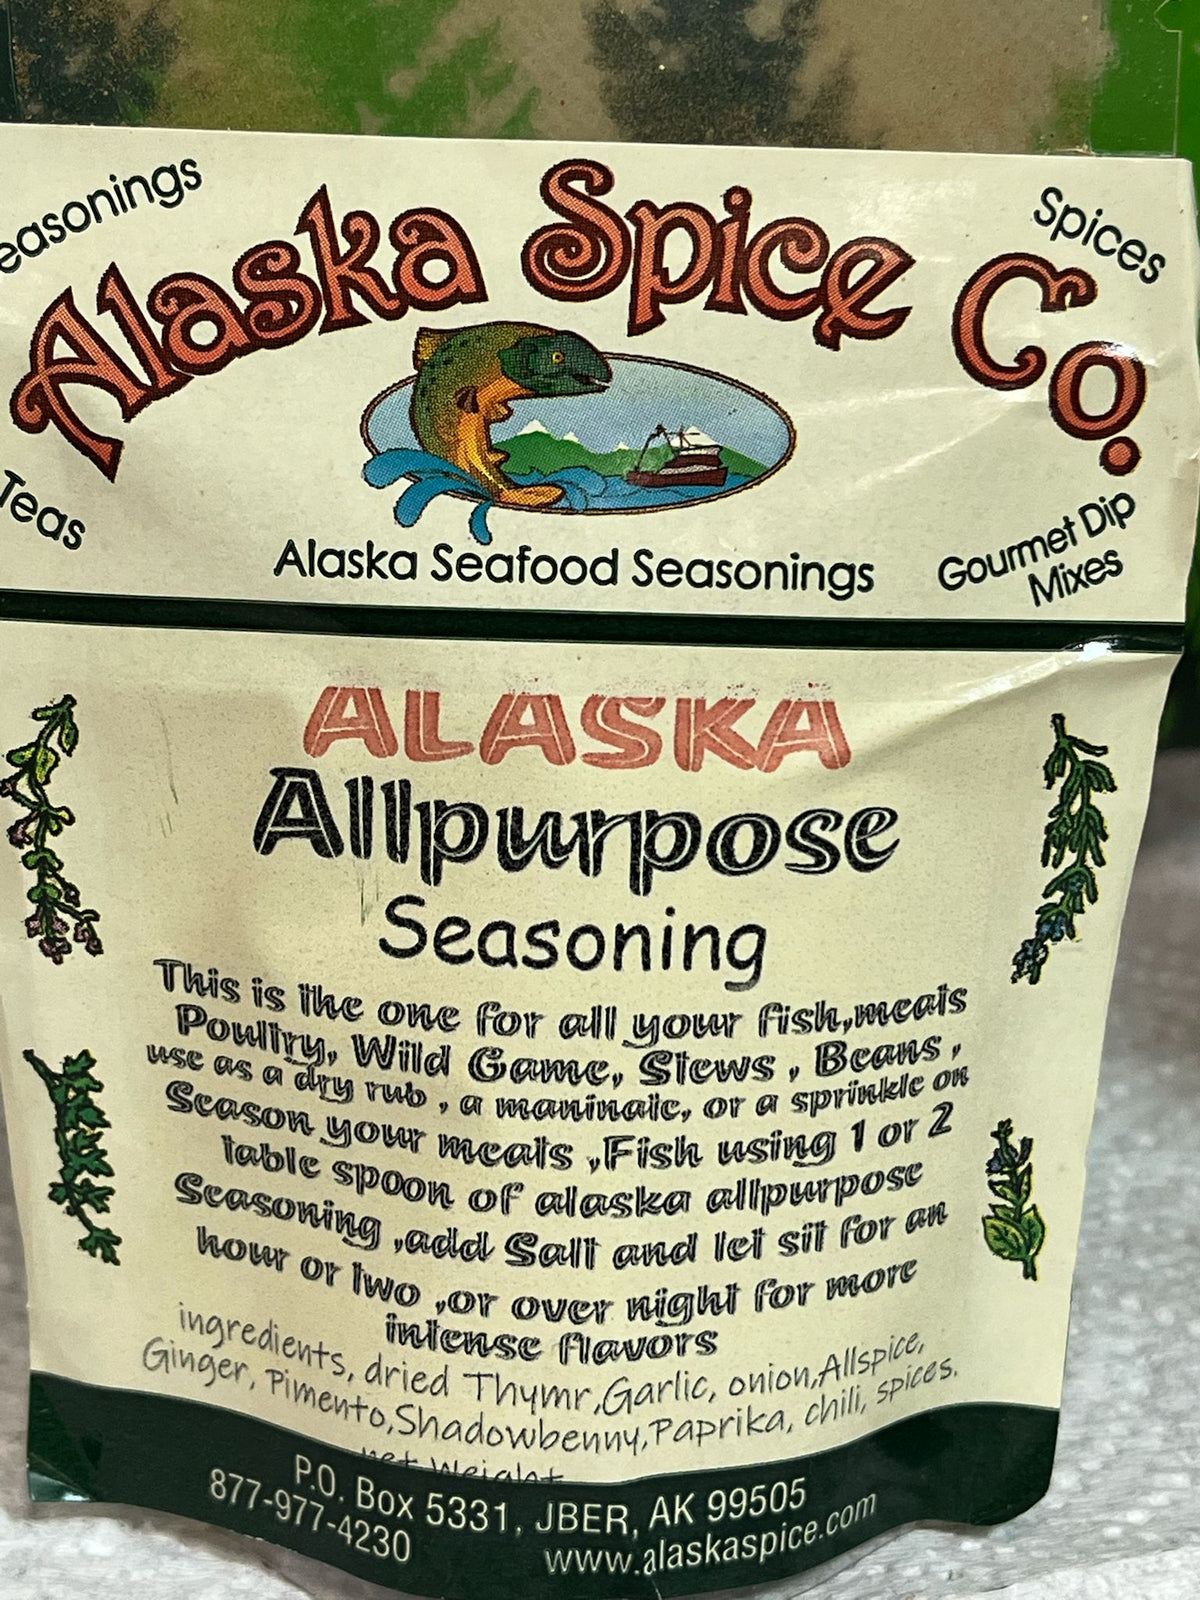 easonings
Spices
Alaska Spice Co.
Teas
Alaska Seafood Seasonings
Gourmet Dip
Mixes
ALASKA
Allpurpose
Seasoning
This is the one for all your fish,meats
Poultry, Wild Game, Stews , Beans ,
use as a dry rub , a maninate, or a sprinkle on
Season your meats ,Fish using 1 or 2
table spoon of alaska allpurpose
Seasoning ,add Salt and let sit for an
hour or two ,or over night for more
intense flavors
ingredients, dried Thymr,Garlic, onion,Allspice,
Ginger, Pimento,Shadowbenny,Paprika, chili, spices.
net weight
P.O. Box 5331, JBER, AK 99505
877-977-4230
www.alaskaspice.com